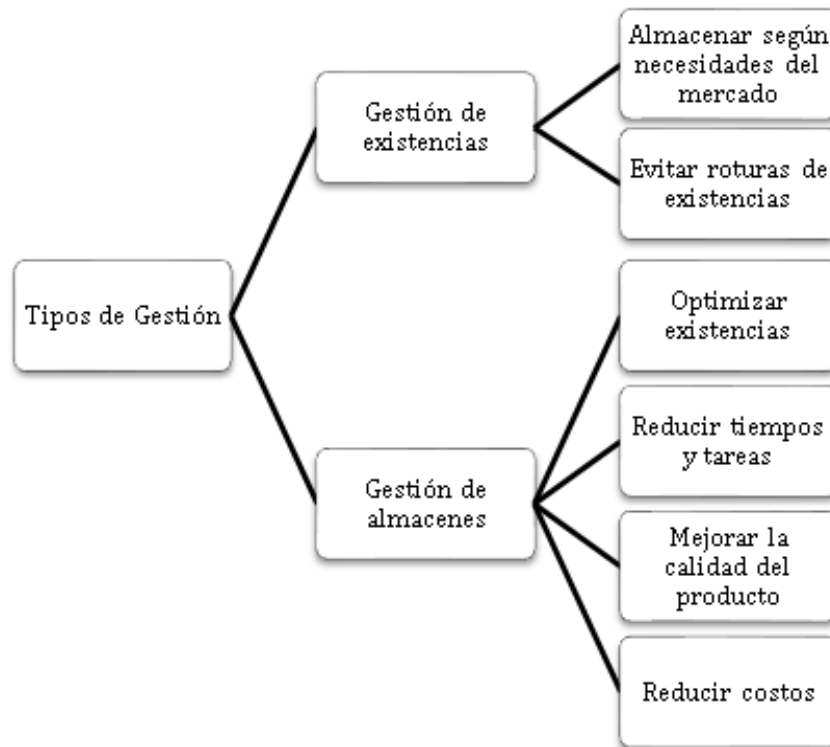 Tipos de Gestión
Gestión de
existencias
Almacenar según
necesidades del
mercado
Evitar roturas de
existencias
Gestión de
almacenes
Optimizar
existencias
Reducir tiempos
y tareas
Mejorar la
calidad del
producto
Reducir costos